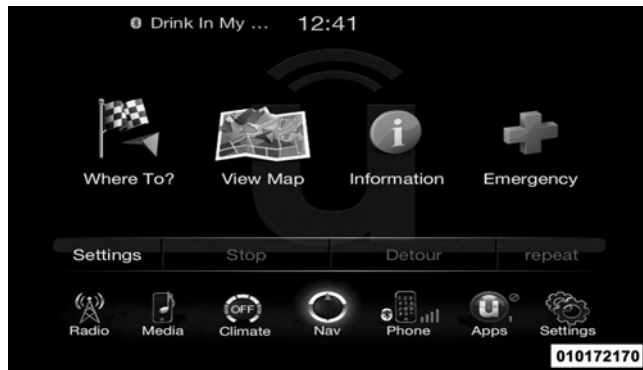 Drink In My ... 12:41
Where To? View Map Information Emergency
Settings Stop Detour repeat
OFF
Radio Media Climate Nav Phone Apps Settings
010172170